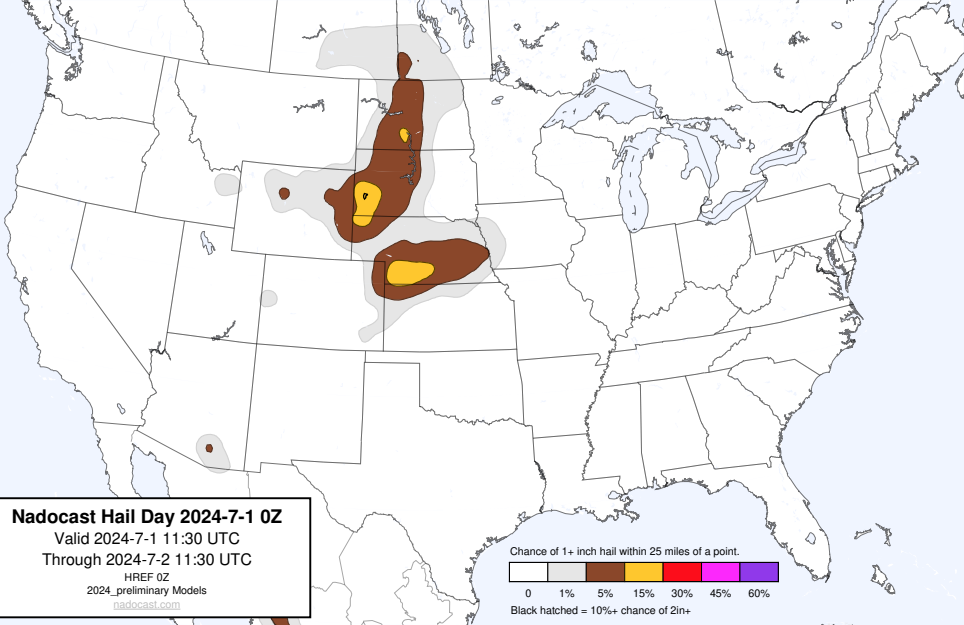 Nadocast Hail Day 2024-7-1 0Z
Valid 2024-7-1 11:30 UTC
Through 2024-7-2 11:30 UTC
HREF 0Z
2024_preliminary Models
nadocast.com
Chance of 1+ inch hail within 25 miles of a point.
0 1% 5% 15% 30% 45% 60%
Black hatched = 10%+ chance of 2in+